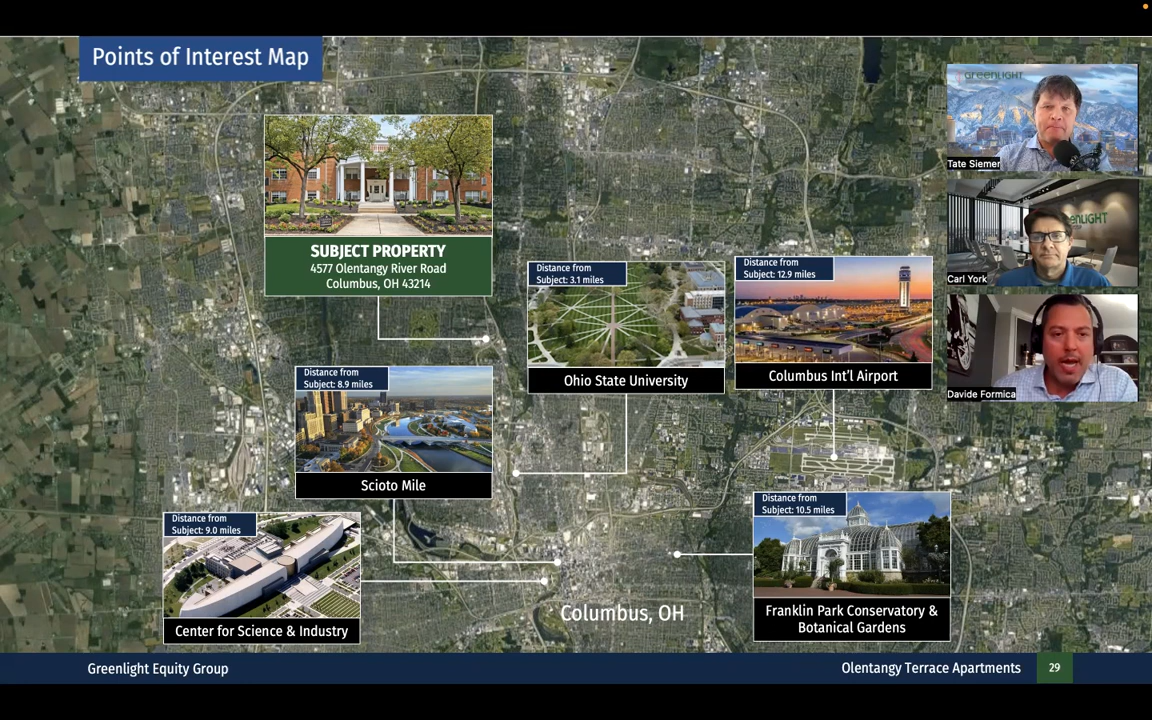 Points of Interest Map
GREENLIGHT
Tate Siemer
SUBJECT PROPERTY
4577 Olentangy River Road
Columbus, OH 43214
Carl York
Distance from
Subject: 3.1 miles
Ohio State University
Distance from
Subject: 12.9 miles
Columbus Int'l Airport
Davide Formica
Distance from
Subject: 8.9 miles
Scioto Mile
Distance from
Subject: 9.0 miles
Center for Science & Industry
Distance from
Subject: 10.5 miles
Franklin Park Conservatory &
Botanical Gardens
Columbus, OH
Greenlight Equity Group
Olentangy Terrace Apartments
29